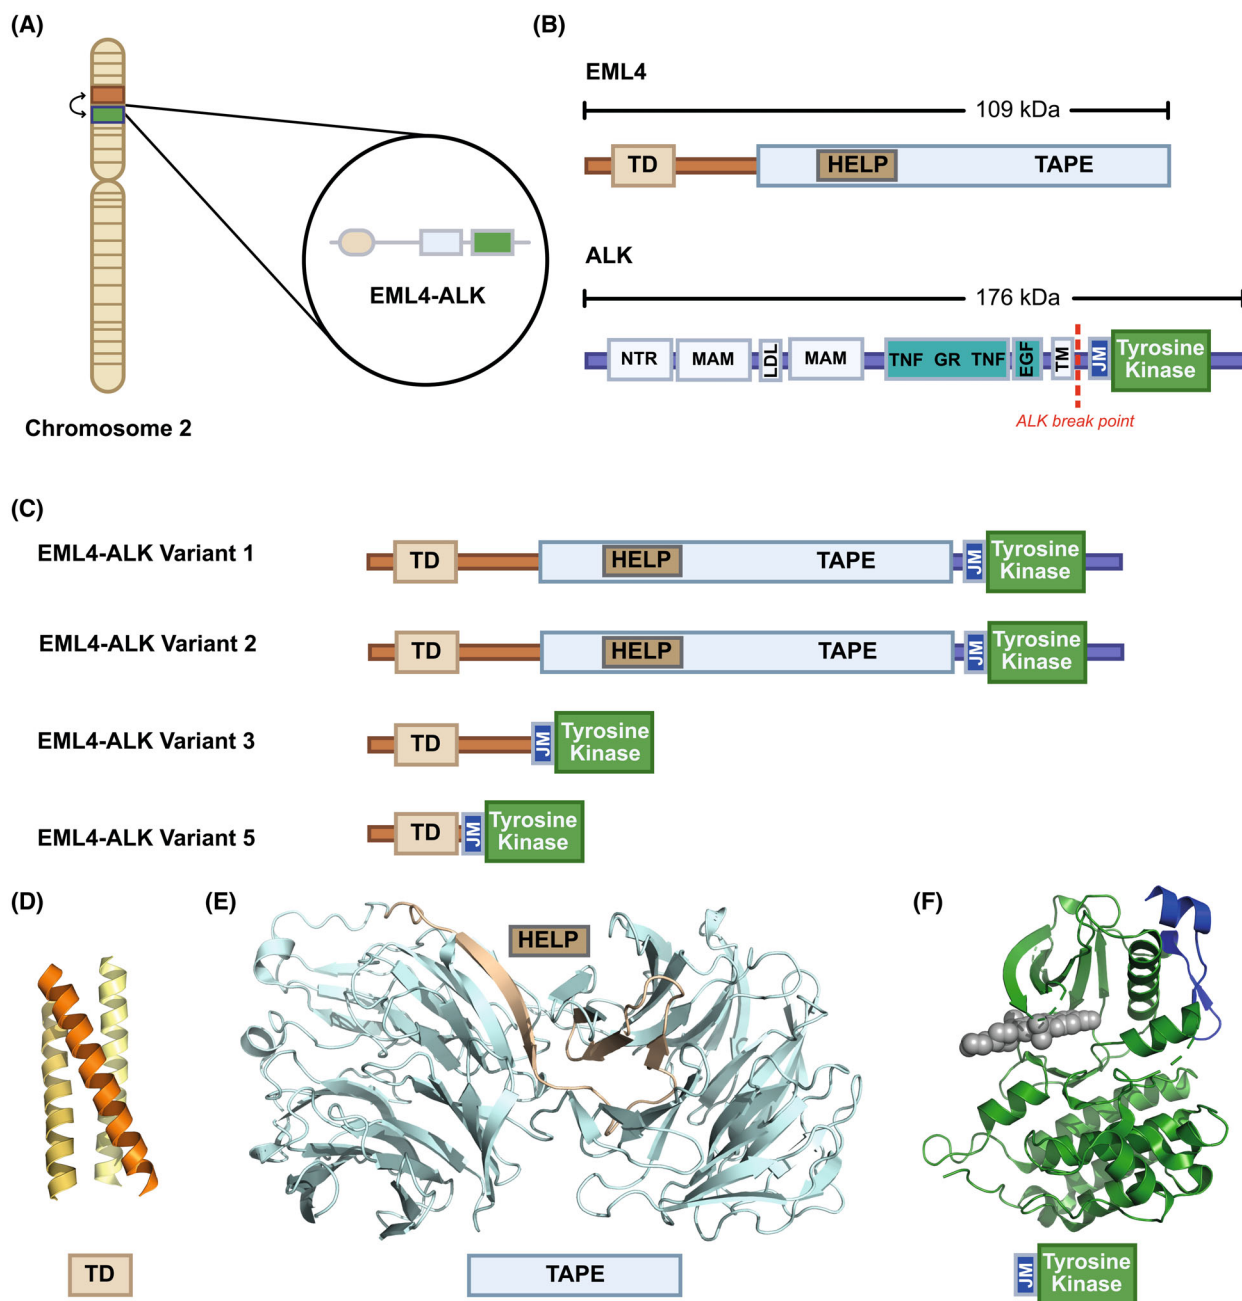 (A)
EML4-ALK
Chromosome 2
(B)
EML4
109 kDa
TD
HELP
TAPE
ALK
176 kDa
NTR
MAM
LDL
MAM
TNF GR TNF
EGF
TM
JM
Tyrosine
Kinase
ALK break point
(C)
EML4-ALK Variant 1
TD
HELP
TAPE
JM
Tyrosine
Kinase
EML4-ALK Variant 2
TD
HELP
TAPE
JM
Tyrosine
Kinase
EML4-ALK Variant 3
TD
JM
Tyrosine
Kinase
EML4-ALK Variant 5
TD
JM
Tyrosine
Kinase
(D)
TD
(E)
HELP
TAPE
(F)
JM
Tyrosine
Kinase